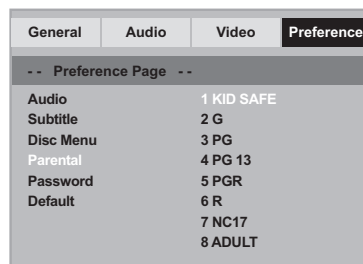 General Audio Video Preference
-- Preference Page --
Audio 1 KID SAFE
Subtitle 2 G
Disc Menu 3 PG
Parental 4 PG 13
Password 5 PGR
Default 6 R
7 NC17
8 ADULT